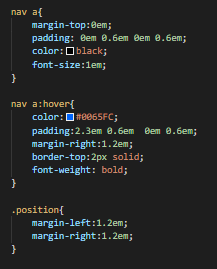 nav a{
margin-top:0em;
padding: 0em 0.6em 0em 0.6em;
color:black;
font-size:1em;
}
nav a:hover{
color:#0065FC;
padding:2.3em 0.6em  0em 0.6em;
margin-right:1.2em;
border-top:2px solid;
font-weight: bold;
}
.position{
margin-left:1.2em;
margin-right:1.2em;
}